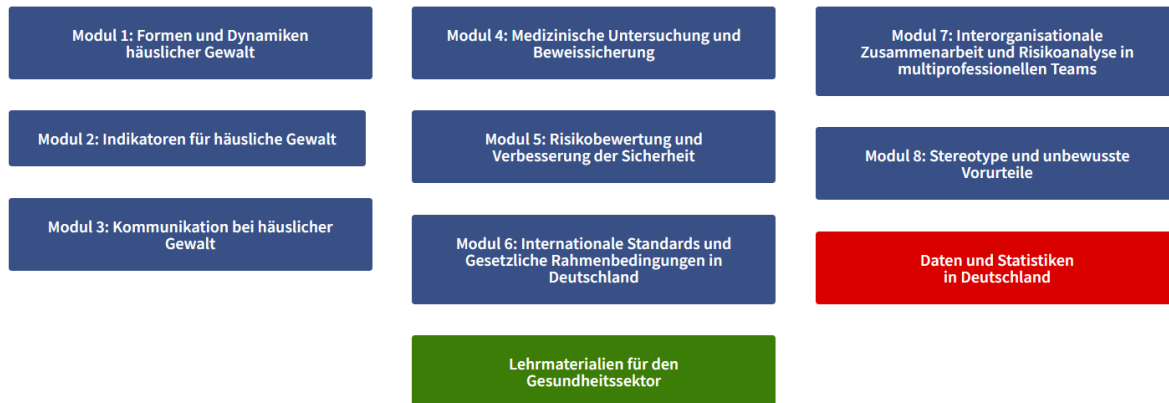 Modul 1: Formen und Dynamiken
häuslicher Gewalt
Modul 2: Indikatoren für häusliche Gewalt
Modul 3: Kommunikation bei häuslicher
Gewalt
Modul 4: Medizinische Untersuchung und
Beweissicherung
Modul 5: Risikobewertung und
Verbesserung der Sicherheit
Modul 6: Internationale Standards und
Gesetzliche Rahmenbedingungen in
Deutschland
Lehrmaterialien für den
Gesundheitssektor
Modul 7: Interorganisationale
Zusammenarbeit und Risikoanalyse in
multiprofessionellen Teams
Modul 8: Stereotype und unbewusste
Vorurteile
Daten und Statistiken
in Deutschland